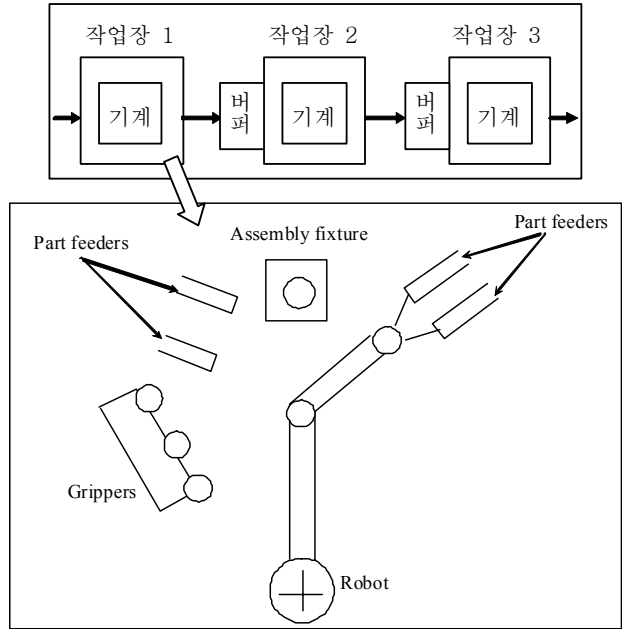 작업장 1 작업장 2 작업장 3
기계 버퍼 기계 버퍼 기계
Part feeders
Assembly fixture
Part feeders
Grippers
Robot